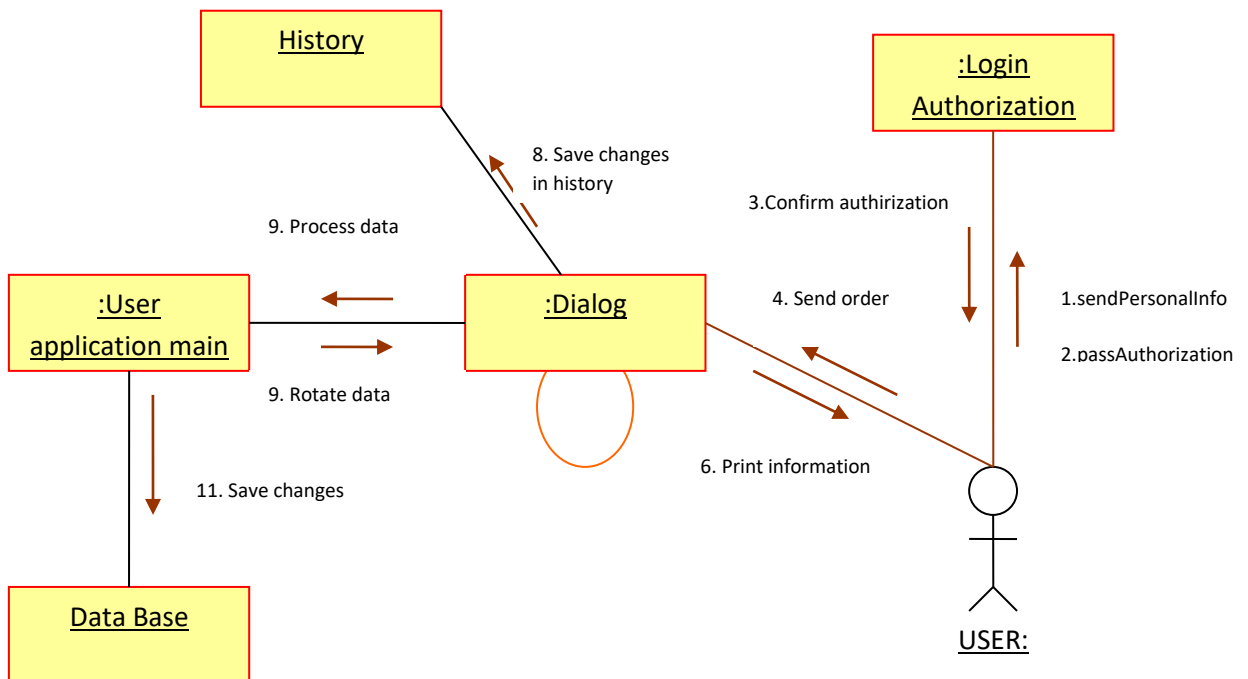 History
:Login
Authorization
8. Save changes
in history
3.Confirm authirization
9. Process data
:User
application main
:Dialog
4. Send order
1.sendPersonalInfo
2.passAuthorization
9. Rotate data
6. Print information
11. Save changes
Data Base
USER: